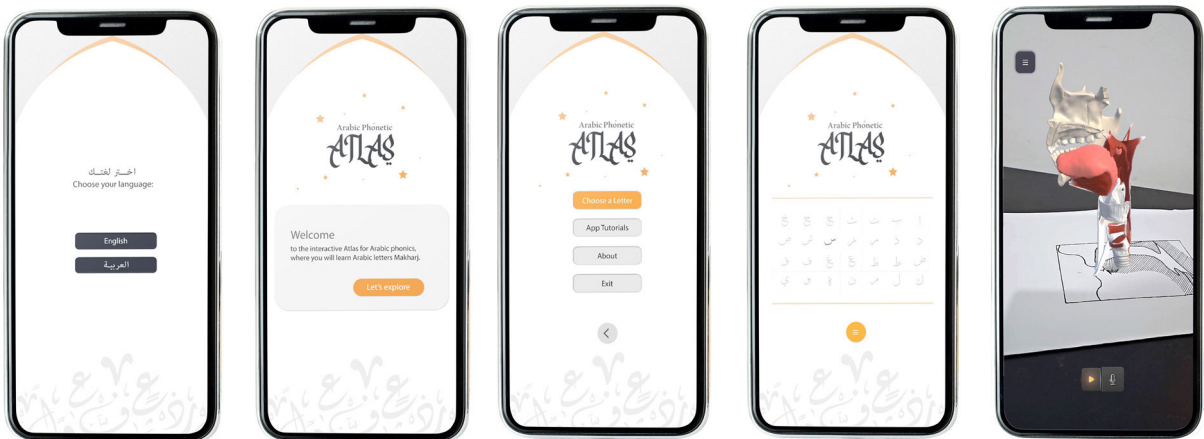 اختر لغتك
Choose your language:
English
العربية
Arabic Phonetic
ATLAS
Welcome
to the interactive Atlas for Arabic phonics,
where you will learn Arabic letters Makharj.
Let's explore
Arabic Phonetic
ATLAS
Choose a Letter
App Tutorials
About
Exit
Arabic Phonetic
ATLAS
ا ب ت ث ج ح خ
د ذ ر ز س ش ص
ض ط ظ ع غ ف ق
ك ل م ن ه و ي